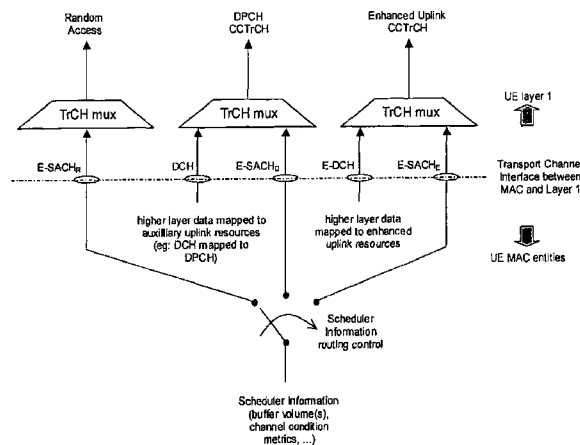 Random
Access
DPCH
CCTrCH
Enhanced Uplink
CCTrCH
TrCH mux
TrCH mux
TrCH mux
UE layer 1
E-SACHR
DCH
E-SACHD
E-DCH
E-SACHE
Transport Channel
Interface between
MAC and Layer 1
higher layer data mapped to
auxilliary uplink resources
(eg: DCH mapped to
DPCH)
higher layer data
mapped to enhanced
uplink resources
UE MAC entities
Scheduler
Information
routing control
Scheduler Information
(buffer volume(s),
channel condition
metrics, ...)